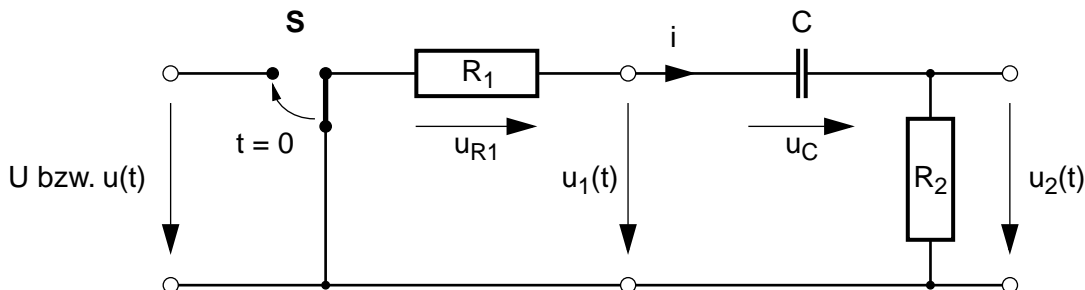 S
i
C
R1
t = 0
uR1
uC
U bzw. u(t)
u1(t)
R2
u2(t)